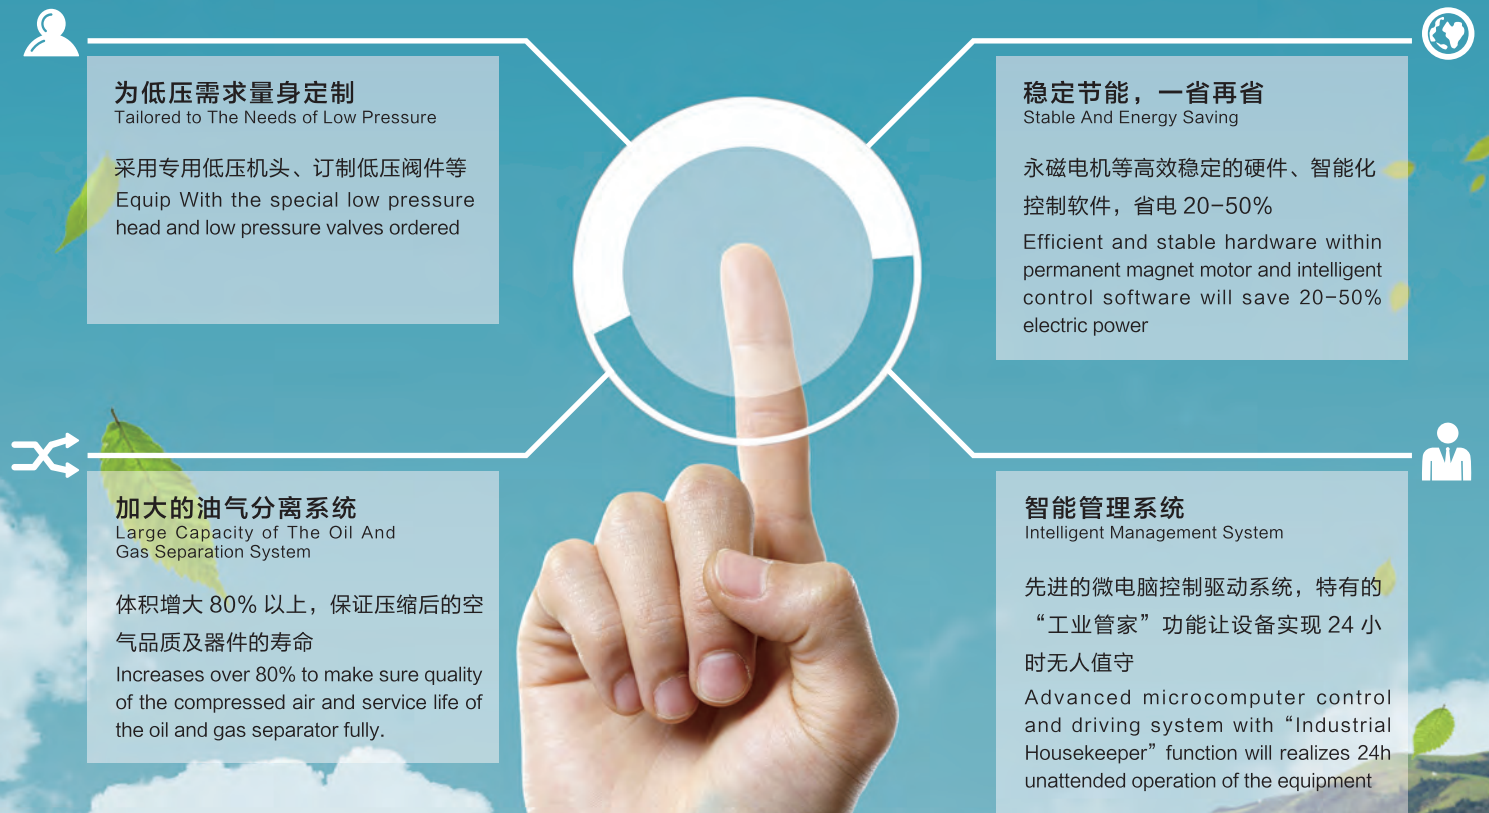 为低压需求量身定制
Tailored to The Needs of Low Pressure
采用专用低压机头、订制低压阀件等
Equip With the special low pressure
head and low pressure valves ordered
稳定节能，一省再省
Stable And Energy Saving
永磁电机等高效稳定的硬件、智能化
控制软件，省电 20-50%
Efficient and stable hardware within
permanent magnet motor and intelligent
control software will save 20-50%
electric power
加大的油气分离系统
Large Capacity of The Oil And
Gas Separation System
体积增大 80% 以上，保证压缩后的空
气品质及器件的寿命
Increases over 80% to make sure quality
of the compressed air and service life of
the oil and gas separator fully.
智能管理系统
Intelligent Management System
先进的微电脑控制驱动系统，特有的
“工业管家”功能让设备实现 24 小
时无人值守
Advanced microcomputer control
and driving system with “Industrial
Housekeeper” function will realizes 24h
unattended operation of the equipment